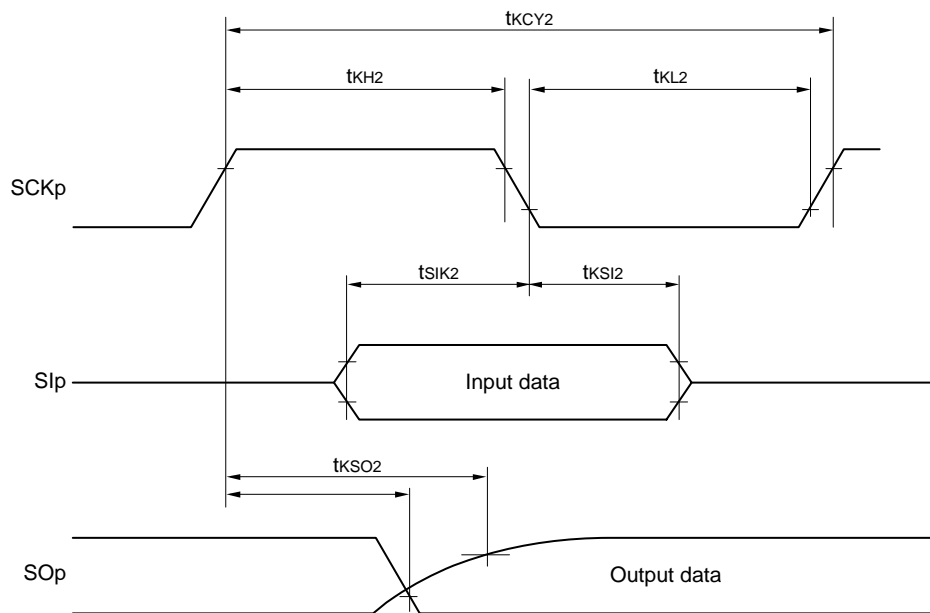 tKCY2
tKH2
tKL2
SCKp
tSIK2
tKSI2
SIp
Input data
tKSO2
SOp
Output data